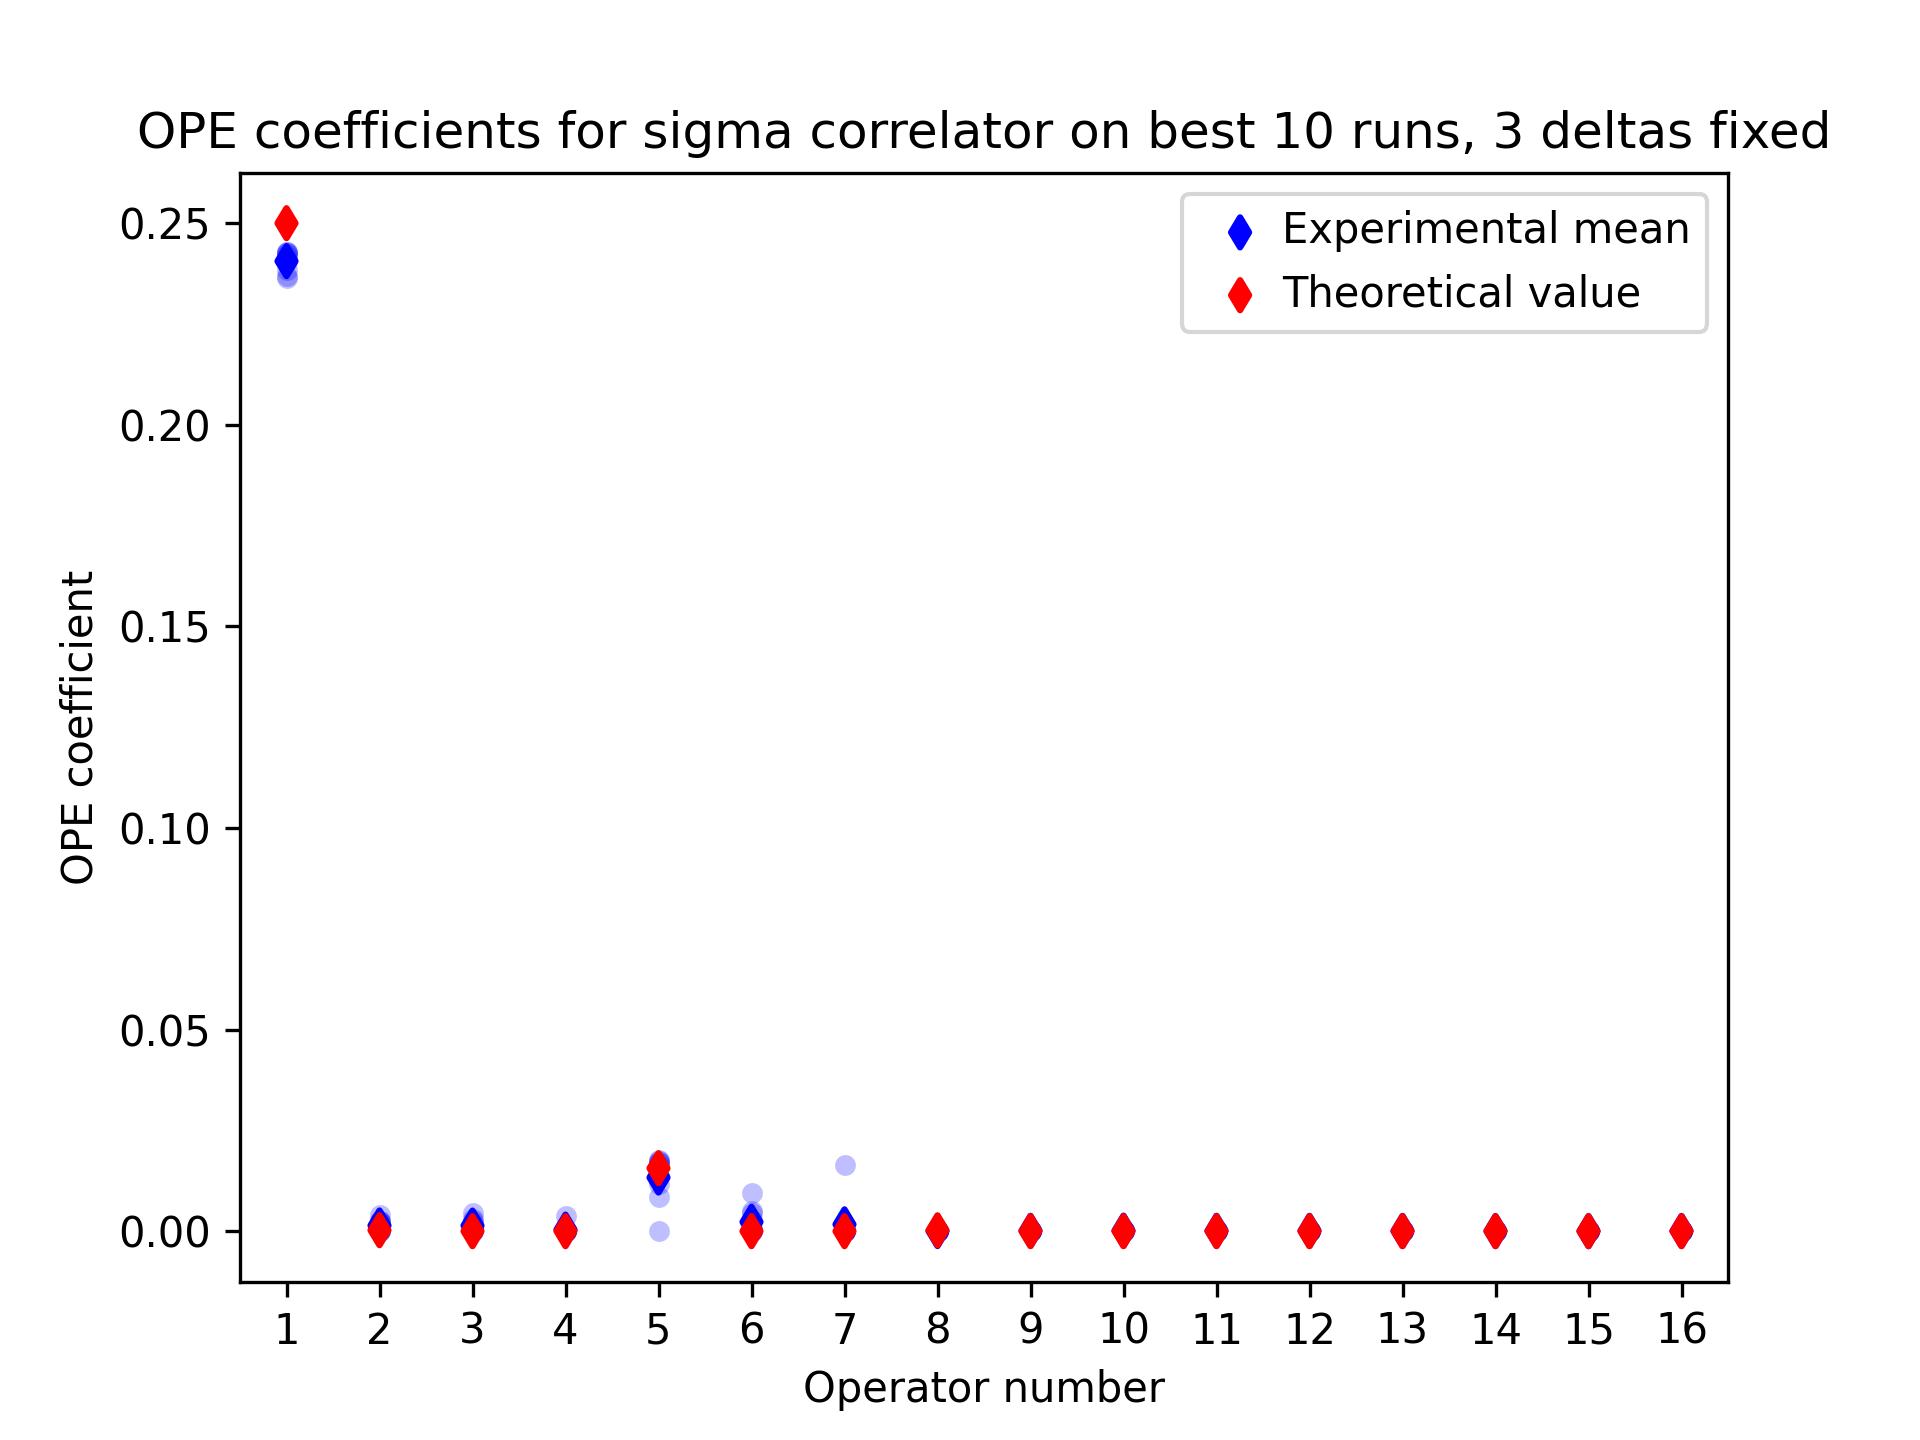 OPE coefficients for sigma correlator on best 10 runs, 3 deltas fixed
Experimental mean
Theoretical value
OPE coefficient
0.25
0.20
0.15
0.10
0.05
0.00
1 2 3 4 5 6 7 8 9 10 11 12 13 14 15 16
Operator number